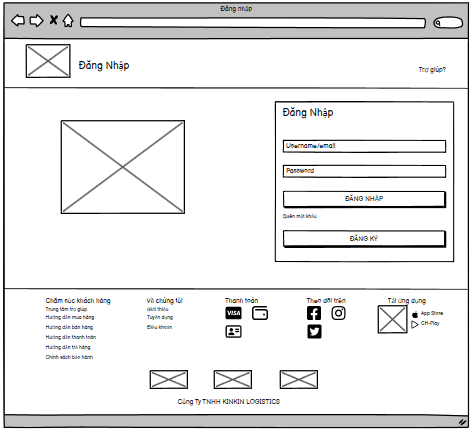 Đăng nhập
Đăng Nhập
Trợ giúp?
Đăng Nhập
Username/email
Password
ĐĂNG NHẬP
Quên mật khẩu
ĐĂNG KÝ
Chăm sóc khách hàng
Trung tâm trợ giúp
Hướng dẫn mua hàng
Hướng dẫn bán hàng
Hướng dẫn thanh toán
Hướng dẫn trả hàng
Chính sách bảo hành
Về chúng tôi
Giới thiệu
Tuyển dụng
Điều khoản
Thanh toán
VISA
Theo dõi trên
Tải ứng dụng
App Store
CH-Play
Công Ty TNHH KINKIN LOGISTICS